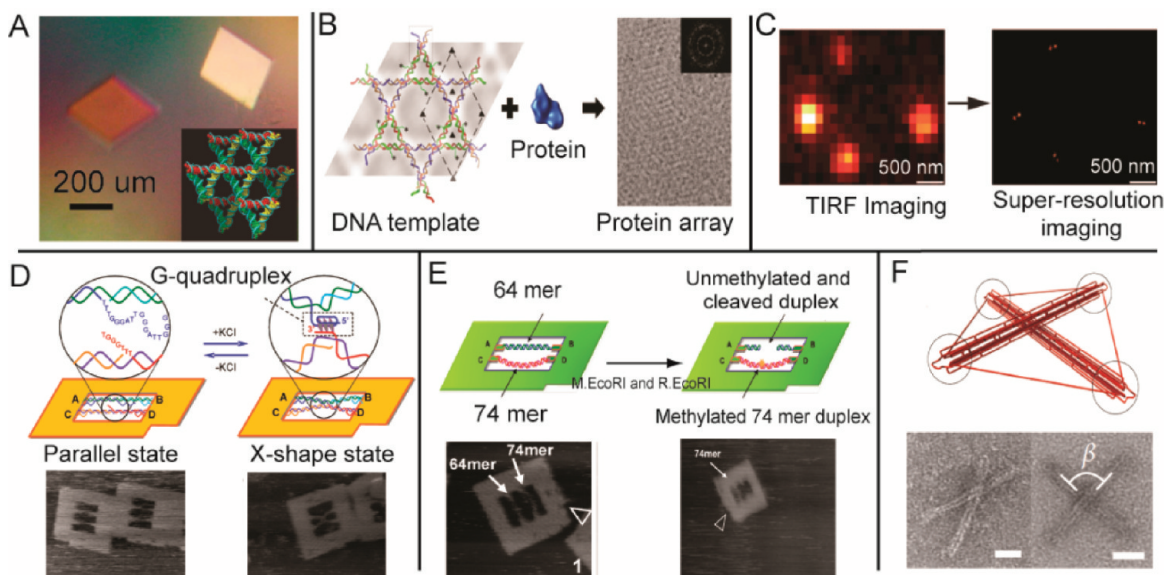 A
200 um
B
Protein
DNA template
Protein array
C
500 nm
500 nm
TIRF Imaging
Super-resolution
imaging
D
G-quadruplex
+KCl
-KCl
5'
3'
A
B
C
D
A
B
C
D
Parallel state
X-shape state
E
64 mer
Unmethylated and
cleaved duplex
A
B
C
D
A
B
C
D
M.EcoRI and R.EcoRI
74 mer
Methylated 74 mer duplex
74mer
64mer
1
74mer
F
β